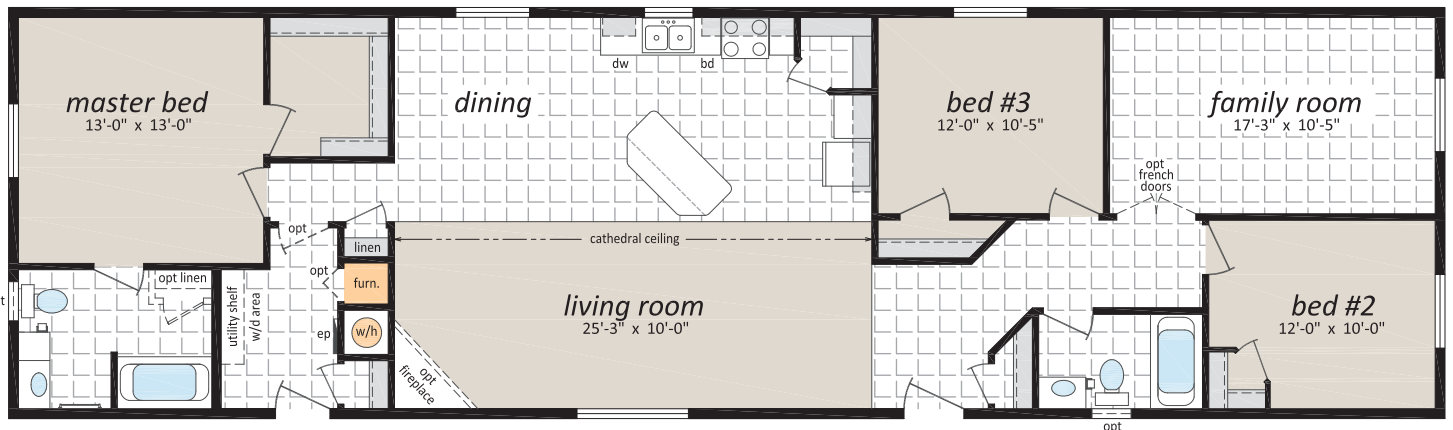 master bed
13'-0" x 13'-0"
dining
dw
bd
bed #3
12'-0" x 10'-5"
family room
17'-3" x 10'-5"
opt
french
doors
opt
linen
cathedral ceiling
opt linen
opt
furn.
utility shelf
w/d area
ep
w/h
opt
fireplace
living room
25'-3" x 10'-0"
bed #2
12'-0" x 10'-0"
t
opt